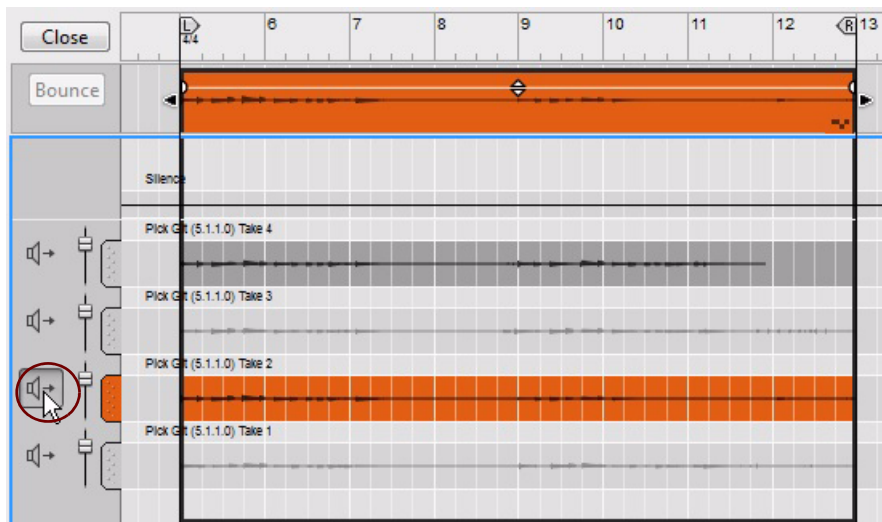 Close
L 6 7 8 9 10 11 12 R 13
4/4
Bounce
Silence
Pick Git (5.1.1.0) Take 4
Pick Git (5.1.1.0) Take 3
Pick Git (5.1.1.0) Take 2
Pick Git (5.1.1.0) Take 1